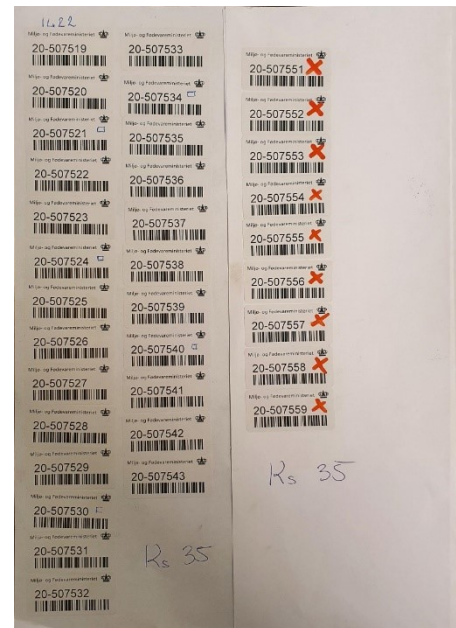 1422
Miljø- og Fødevareministeriet
20-507519
Miljø- og Fødevareministeriet
20-507520
Miljø- og Fødevareministeriet
20-507521
Miljø- og Fødevareministeriet
20-507522
Miljø- og Fødevareministeriet
20-507523
Miljø- og Fødevareministeriet
20-507524
Miljø- og Fødevareministeriet
20-507525
Miljø- og Fødevareministeriet
20-507526
Miljø- og Fødevareministeriet
20-507527
Miljø- og Fødevareministeriet
20-507528
Miljø- og Fødevareministeriet
20-507529
Miljø- og Fødevareministeriet
20-507530
Miljø- og Fødevareministeriet
20-507531
Miljø- og Fødevareministeriet
20-507532
Miljø- og Fødevareministeriet
20-507533
Miljø- og Fødevareministeriet
20-507534
Miljø- og Fødevareministeriet
20-507535
Miljø- og Fødevareministeriet
20-507536
Miljø- og Fødevareministeriet
20-507537
Miljø- og Fødevareministeriet
20-507538
Miljø- og Fødevareministeriet
20-507539
Miljø- og Fødevareministeriet
20-507540
Miljø- og Fødevareministeriet
20-507541
Miljø- og Fødevareministeriet
20-507542
Miljø- og Fødevareministeriet
20-507543
Ks 35
Miljø- og Fødevareministeriet
20-507551 X
Miljø- og Fødevareministeriet
20-507552 X
Miljø- og Fødevareministeriet
20-507553 X
Miljø- og Fødevareministeriet
20-507554 X
Miljø- og Fødevareministeriet
20-507555 X
Miljø- og Fødevareministeriet
20-507556 X
Miljø- og Fødevareministeriet
20-507557 X
Miljø- og Fødevareministeriet
20-507558 X
Miljø- og Fødevareministeriet
20-507559 X
Ks 35